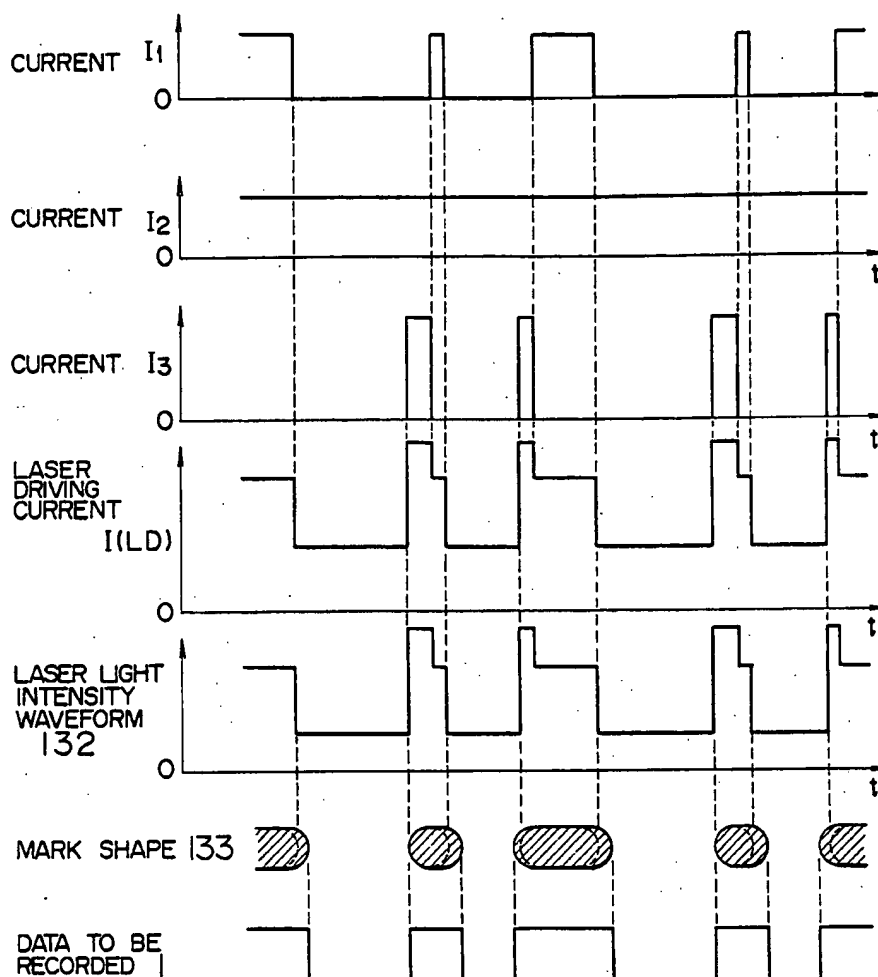 CURRENT I1
0
CURRENT I2
0
t
CURRENT I3
0
t
LASER
DRIVING
CURRENT
I(LD)
0
t
LASER LIGHT
INTENSITY
WAVEFORM
132
0
t
MARK SHAPE 133
DATA TO BE
RECORDED 1